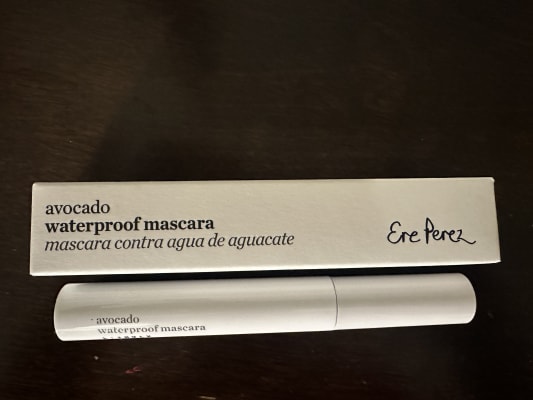 avocado
waterproof mascara
mascara contra agua de aguacate
Ere Perez
avocado
waterproof mascara